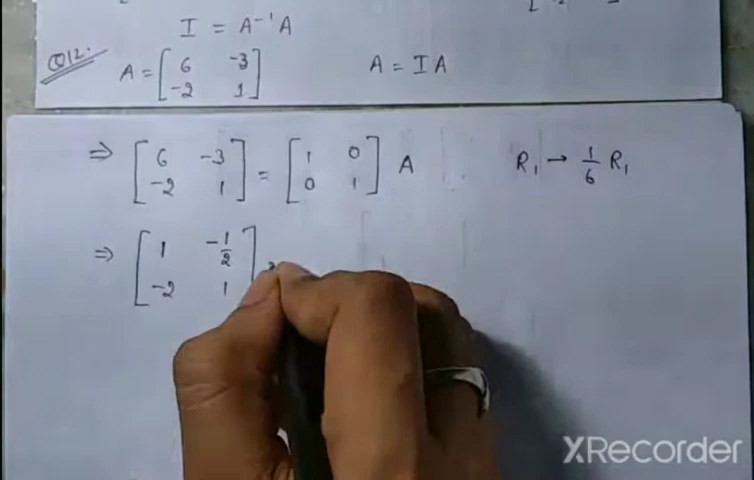 I = A⁻¹A
Q12. A = [ 6 -3 ; -2 1 ] A = IA
⇒ [ 6 -3 ; -2 1 ] = [ 1 0 ; 0 1 ] A R₁ → 1/6 R₁
⇒ [ 1 -1/2 ; -2 1 ]
XRecorder